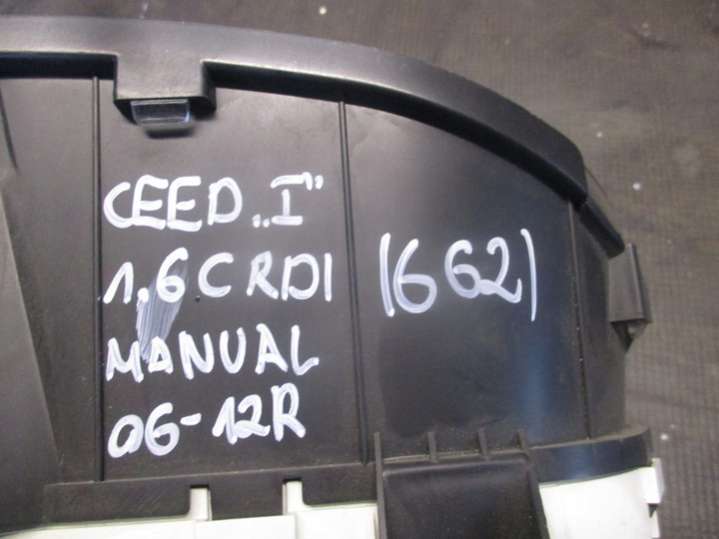 CEED „I”
1,6 CRDI
MANUAL
06-12R
(662)